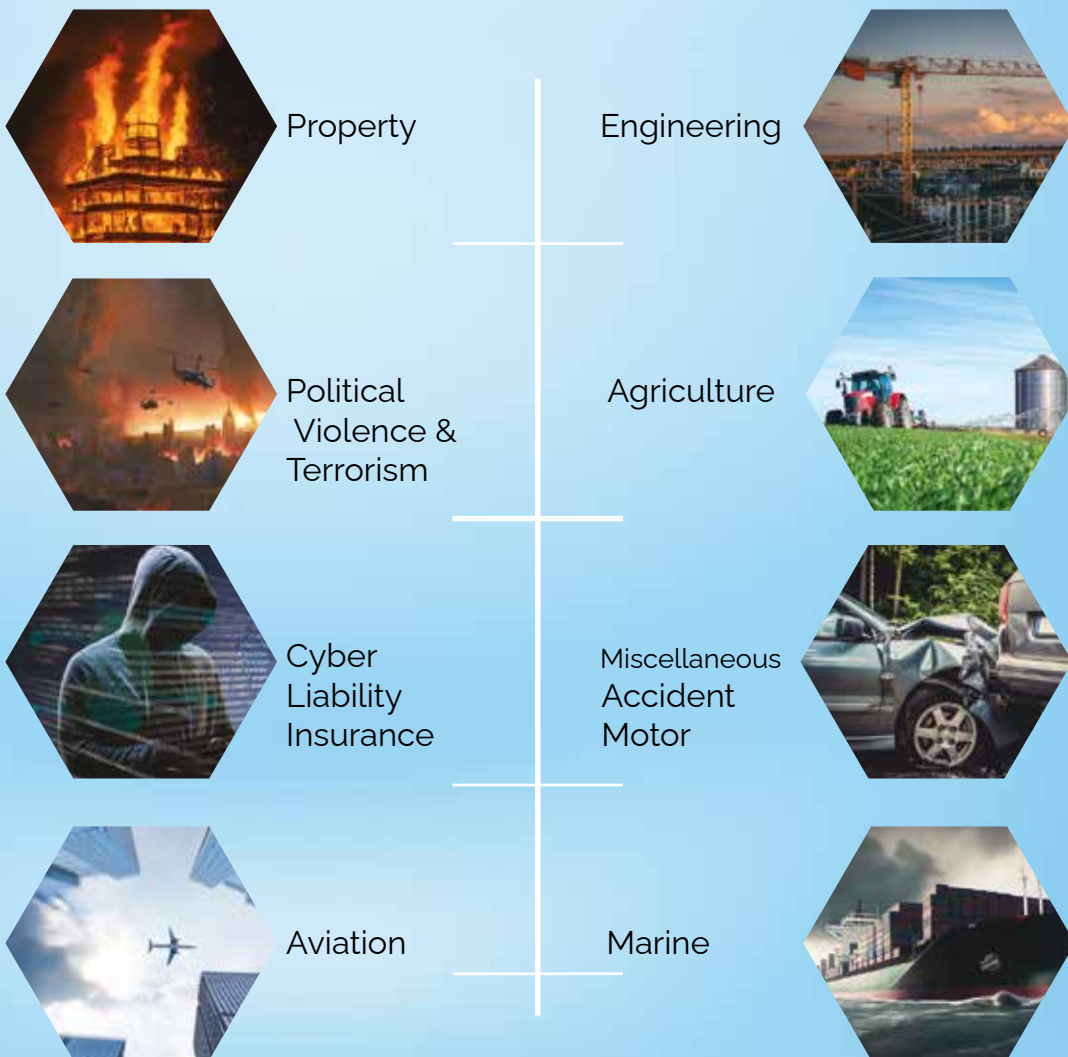 Property
Engineering
Political
Violence &
Terrorism
Agriculture
Cyber
Liability
Insurance
Miscellaneous
Accident
Motor
Aviation
Marine